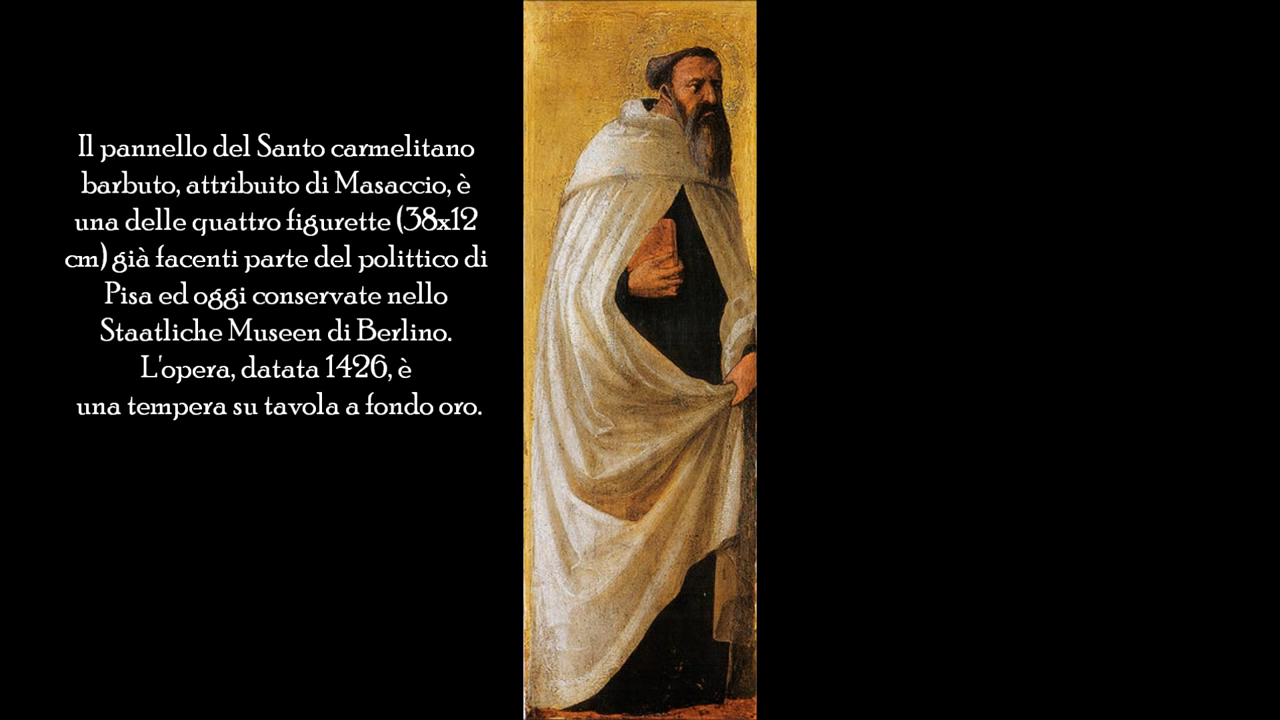 Il pannello del Santo carmelitano
barbuto, attribuito di Masaccio, è
una delle quattro figurette (38x12
cm) già facenti parte del polittico di
Pisa ed oggi conservate nello
Staatliche Museen di Berlino.
L'opera, datata 1426, è
una tempera su tavola a fondo oro.